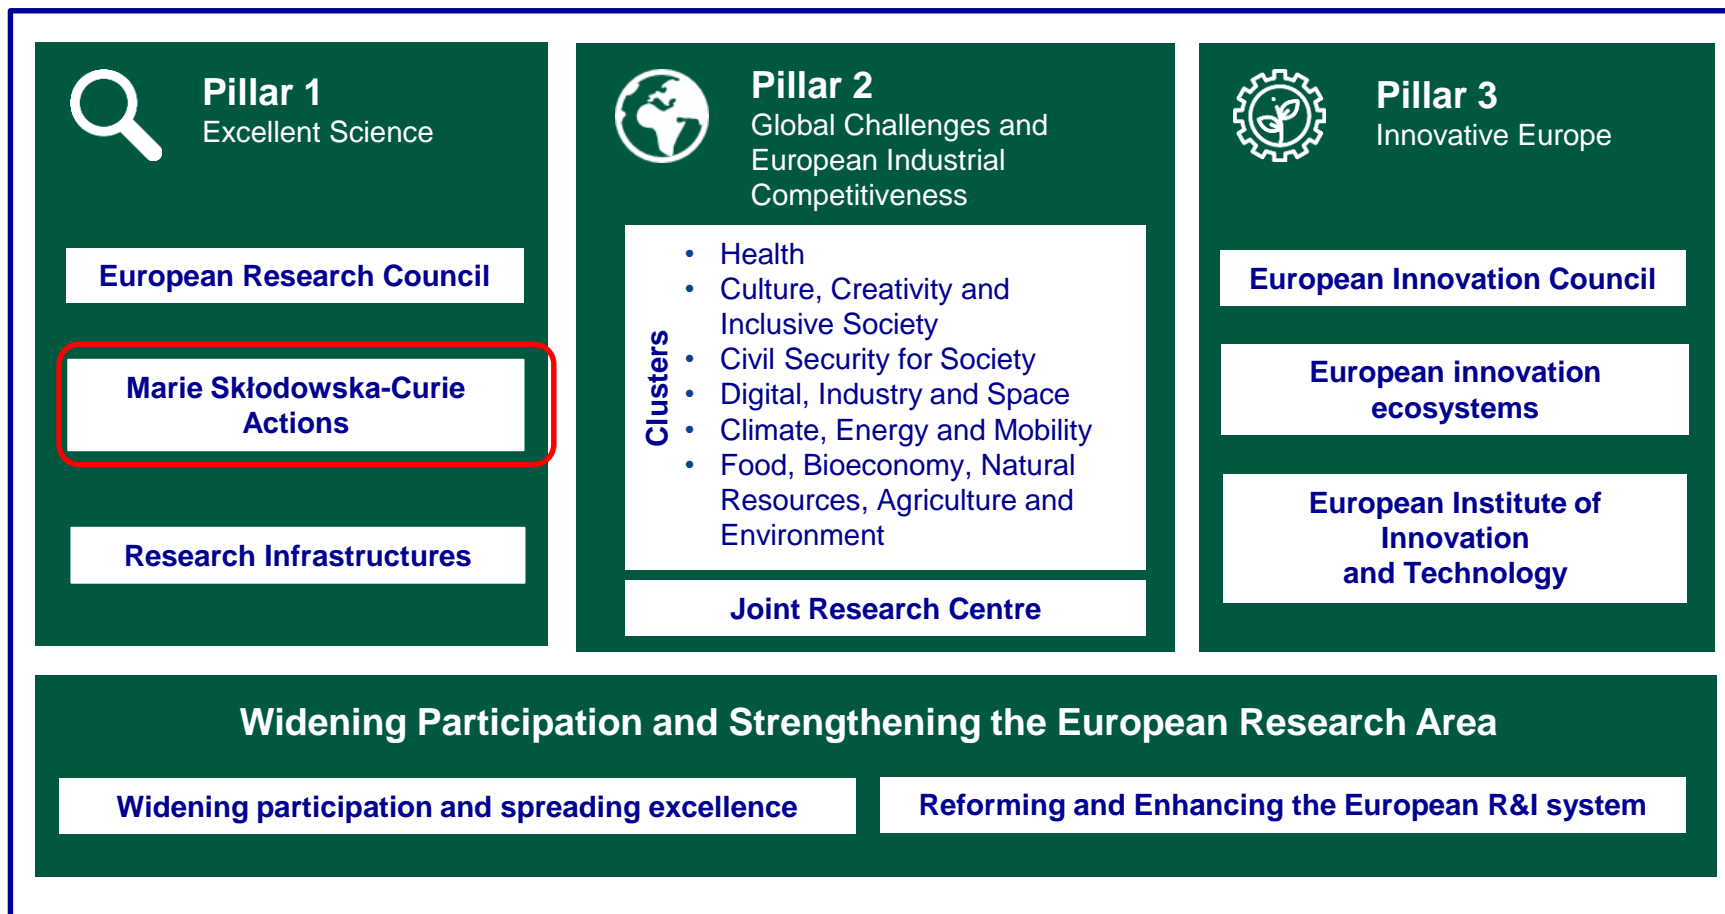 Pillar 1
Excellent Science
European Research Council
Marie Skłodowska-Curie
Actions
Research Infrastructures
Pillar 2
Global Challenges and
European Industrial
Competitiveness
Clusters
• Health
• Culture, Creativity and
Inclusive Society
• Civil Security for Society
• Digital, Industry and Space
• Climate, Energy and Mobility
• Food, Bioeconomy, Natural
Resources, Agriculture and
Environment
Joint Research Centre
Pillar 3
Innovative Europe
European Innovation Council
European innovation
ecosystems
European Institute of
Innovation
and Technology
Widening Participation and Strengthening the European Research Area
Widening participation and spreading excellence
Reforming and Enhancing the European R&I system